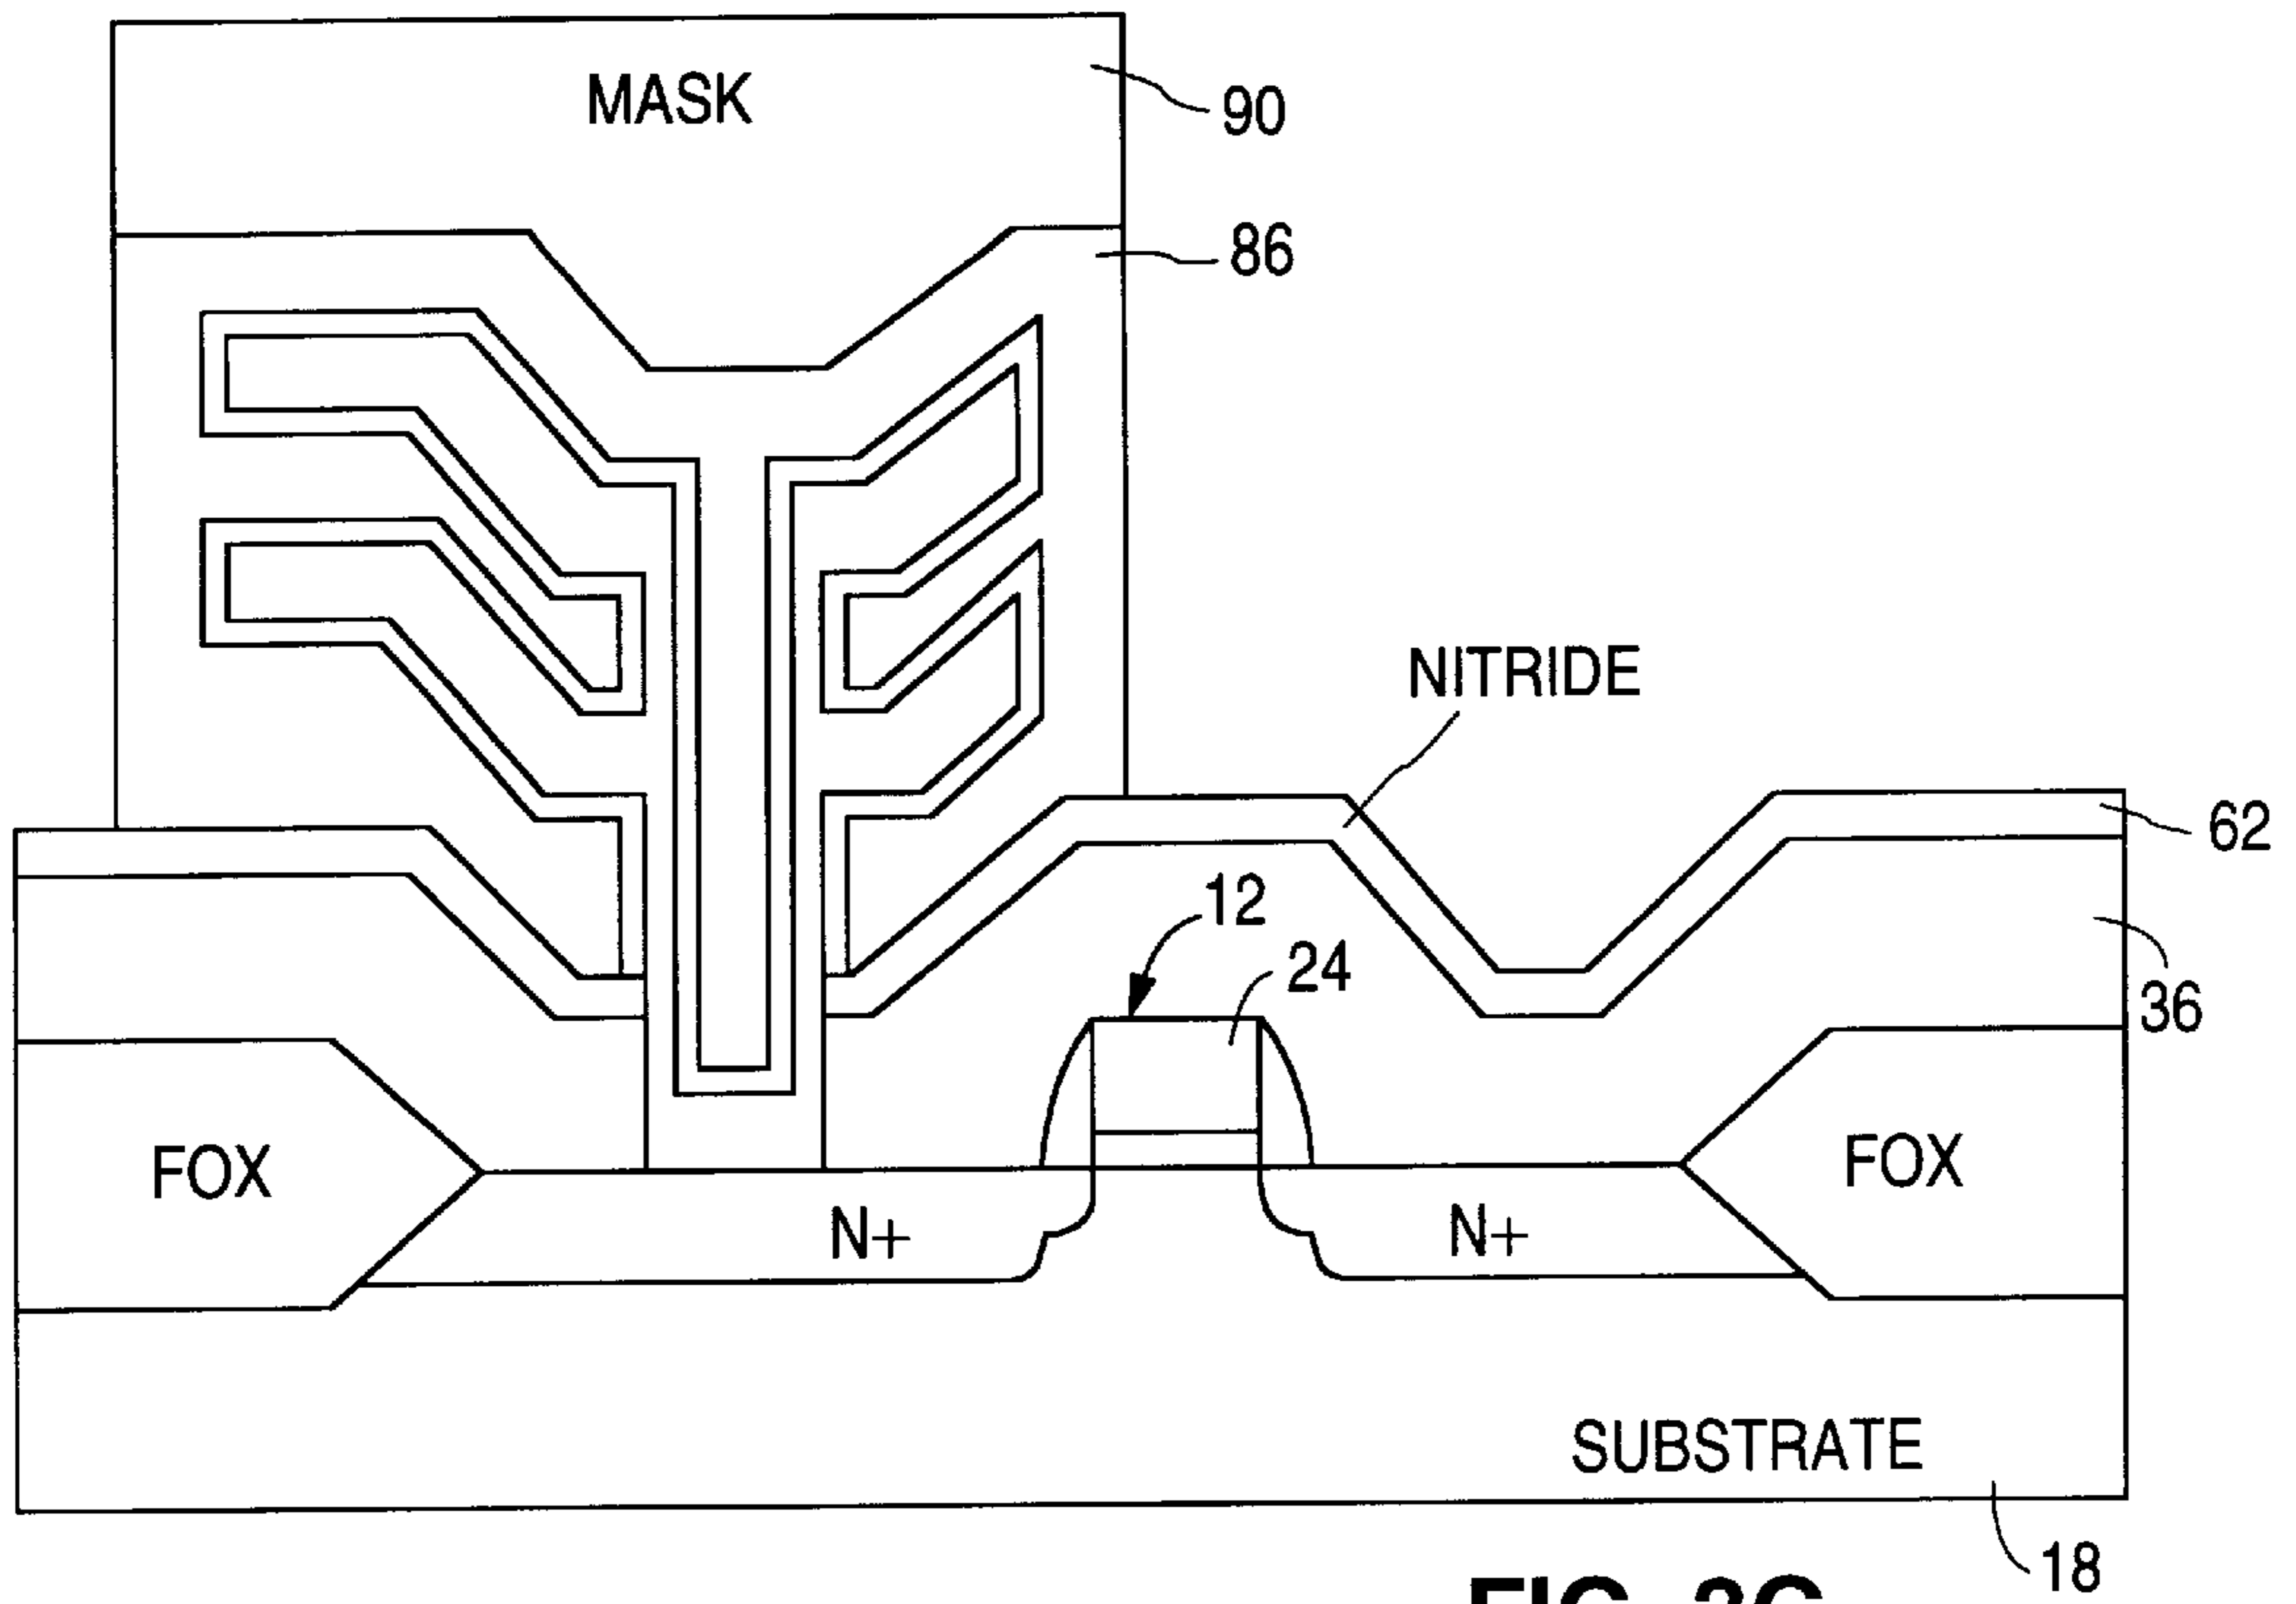 MASK
90
86
NITRIDE
62
12
24
36
FOX
FOX
N+
N+
SUBSTRATE
18